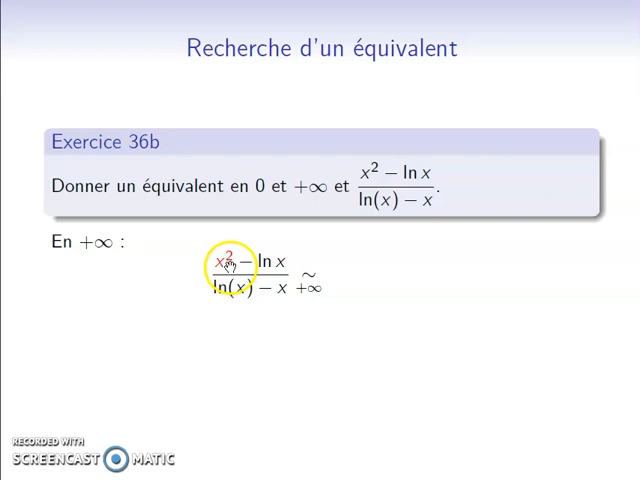 Recherche d'un équivalent
Exercice 36b
Donner un équivalent en 0 et +∞ et (x² − ln x)/(ln(x) − x).
En +∞ :
(x² − ln x)/(ln(x) − x) ~ +∞
RECORDED WITH
SCREENCAST MATIC